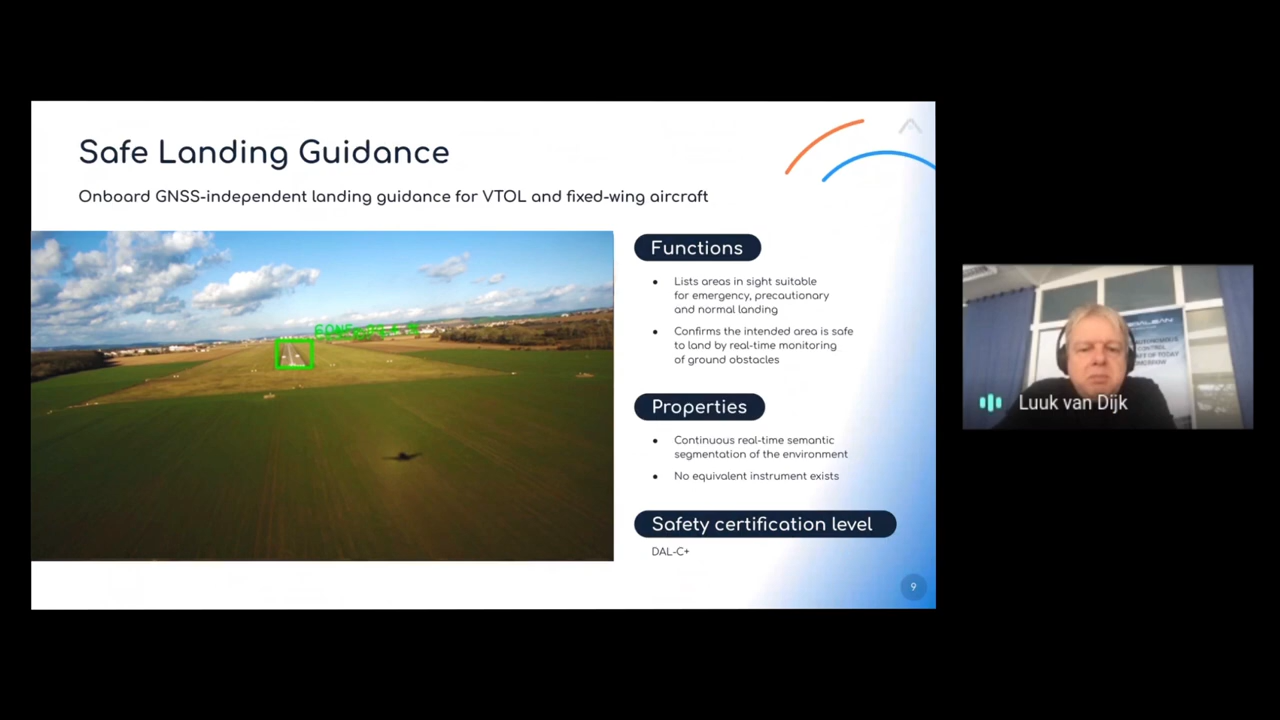 Safe Landing Guidance
Onboard GNSS-independent landing guidance for VTOL and fixed-wing aircraft
Functions
● Lists areas in sight suitable
for emergency, precautionary
and normal landing
● Confirms the intended area is safe
to land by real-time monitoring
of ground obstacles
Properties
● Continuous real-time semantic
segmentation of the environment
● No equivalent instrument exists
Safety certification level
DAL-C+
9
CONTROL,
Luuk van Dijk